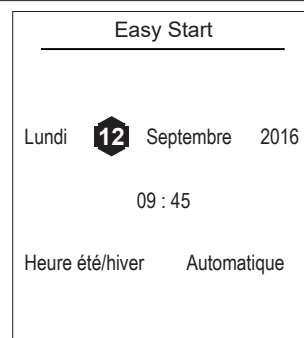 Easy Start
Lundi 12 Septembre 2016
09 : 45
Heure été/hiver Automatique